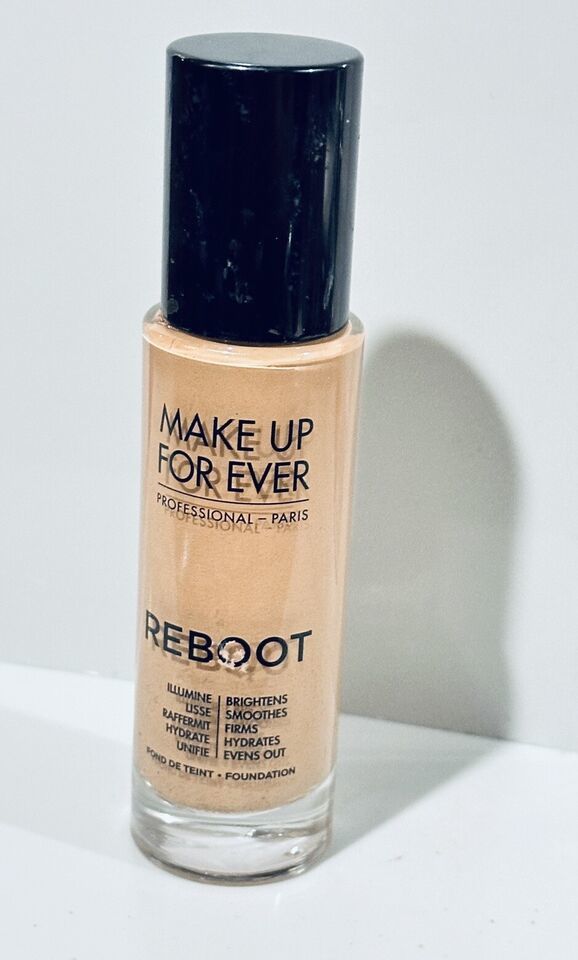 MAKE UP
FOR EVER
PROFESSIONAL – PARIS
REBOOT
ILLUMINE | BRIGHTENS
LISSE | SMOOTHES
RAFFERMIT | FIRMS
HYDRATE | HYDRATES
UNIFIE | EVENS OUT
FOND DE TEINT • FOUNDATION